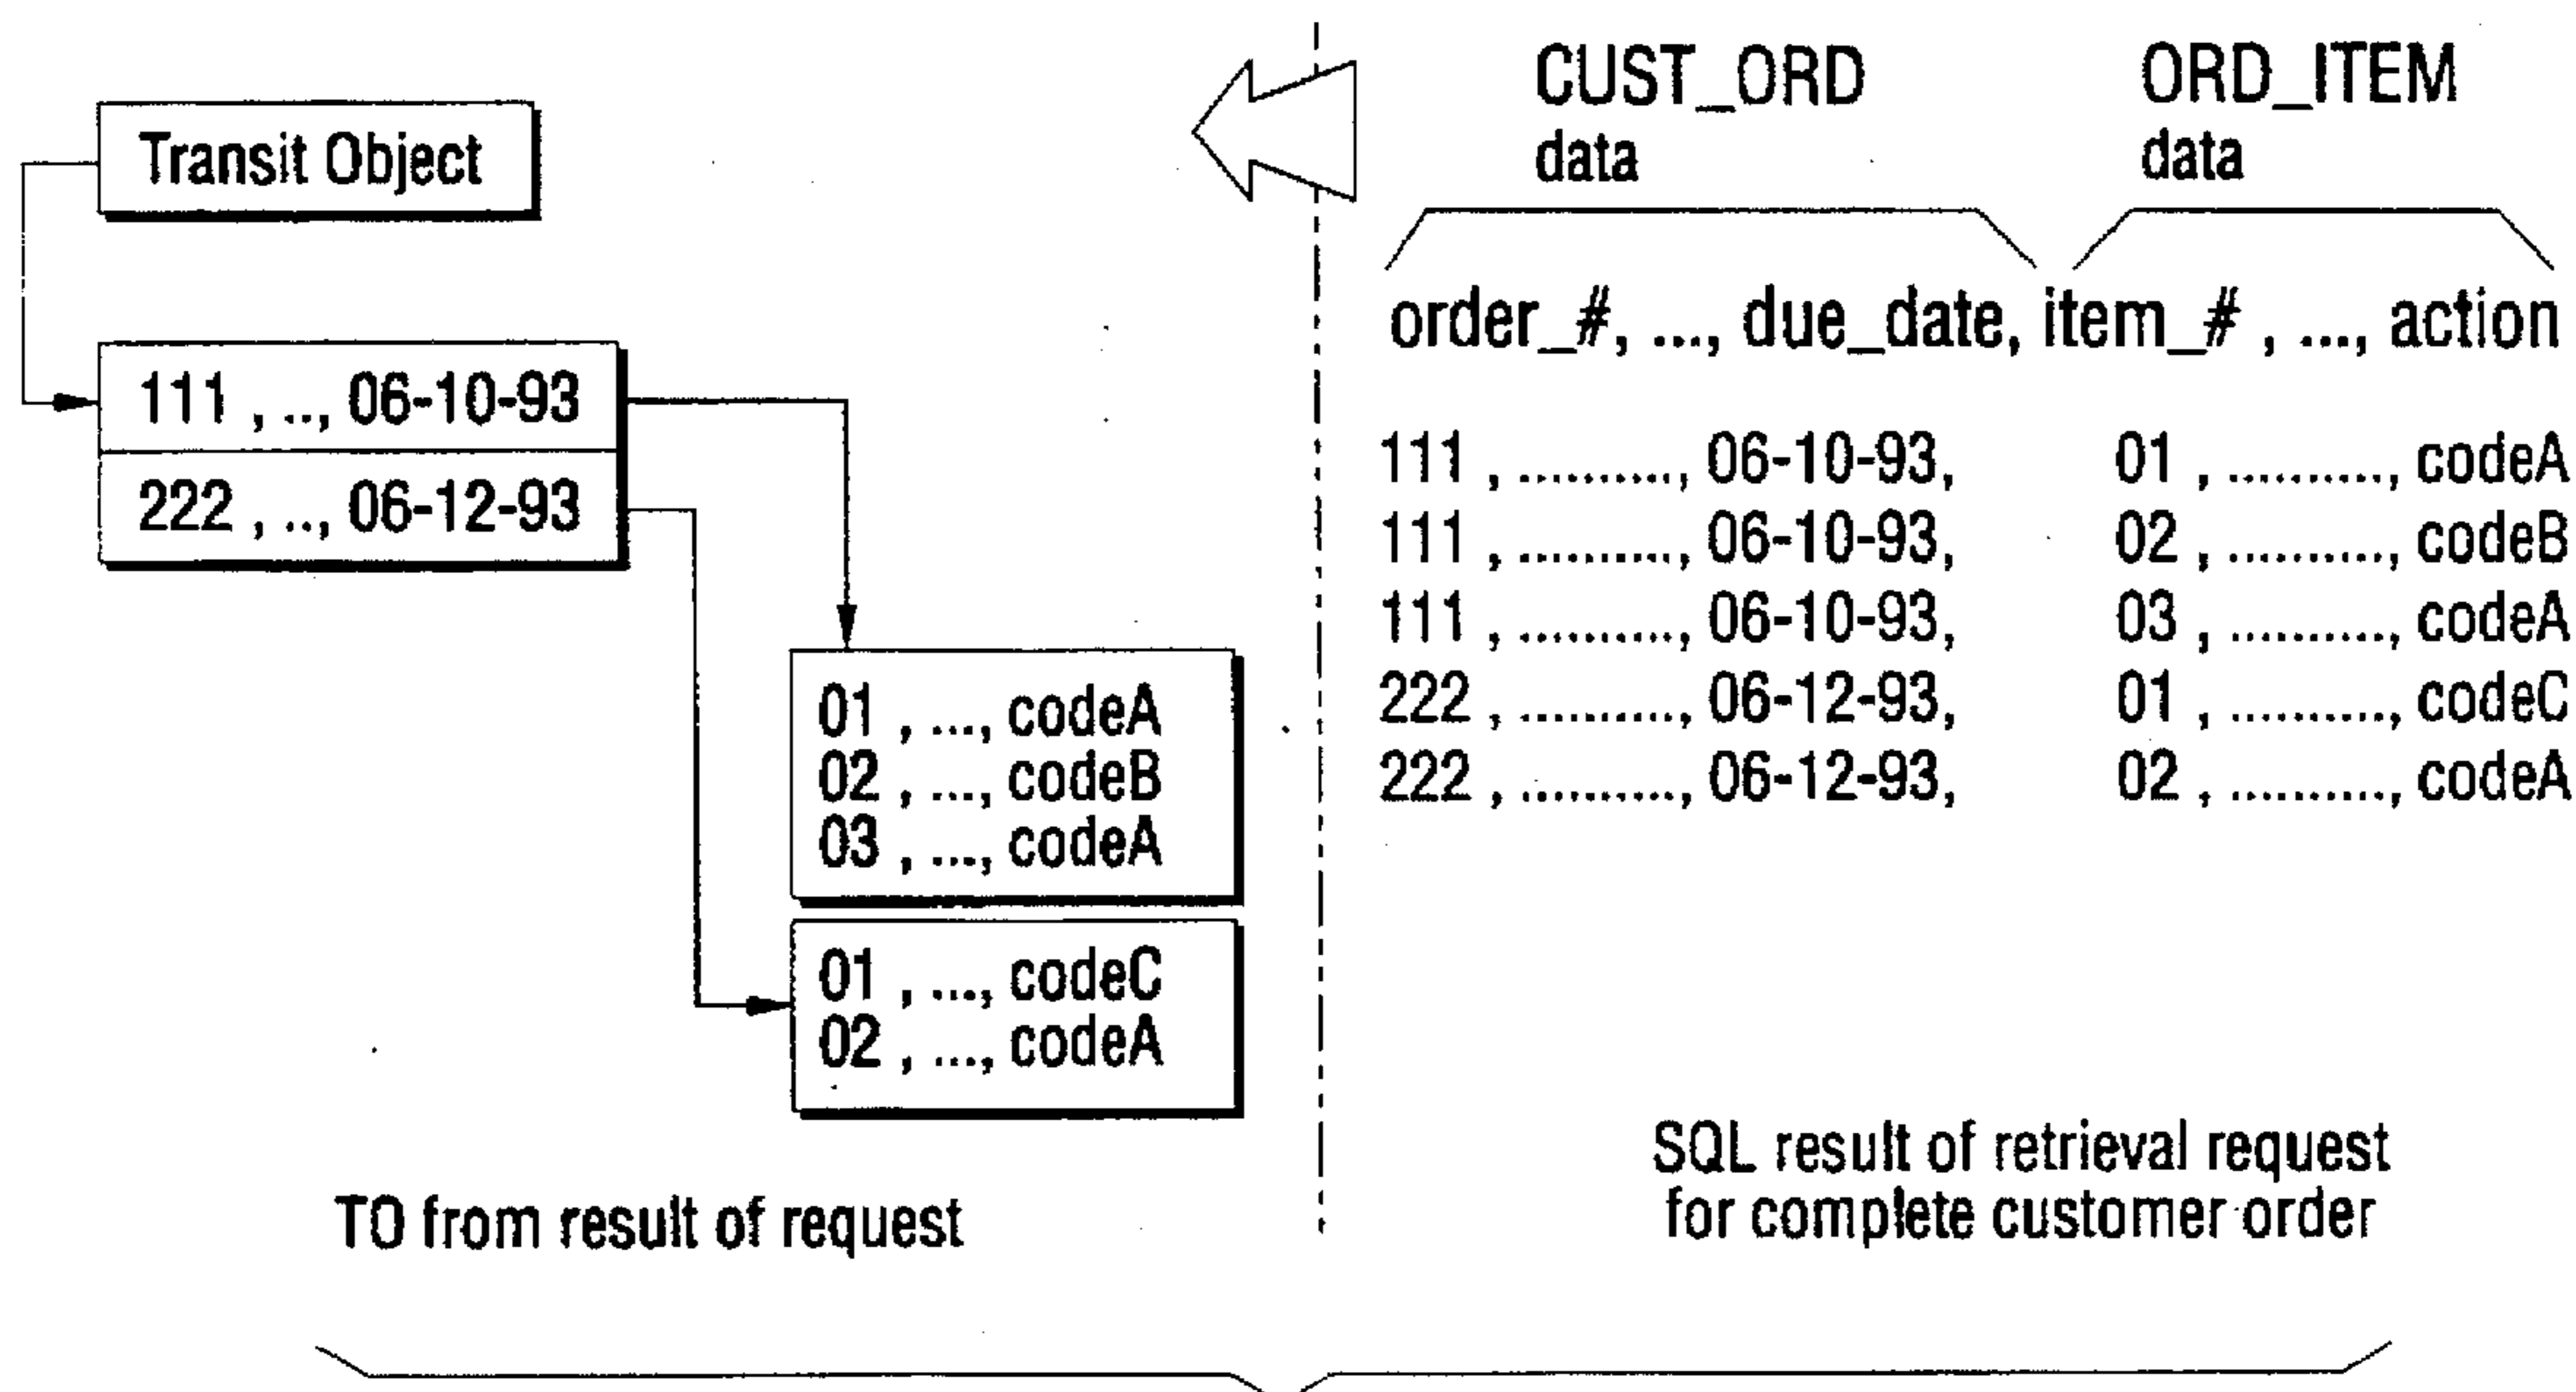 Transit Object
111 , .., 06-10-93
222 , .., 06-12-93
01 , ..., codeA
02 , ..., codeB
03 , ..., codeA
01 , ..., codeC
02 , ..., codeA
TO from result of request
CUST_ORD
data
ORD_ITEM
data
order_#, ..., due_date, item_# , ..., action
111 , .........., 06-10-93, 01 , .........., codeA
111 , .........., 06-10-93, 02 , .........., codeB
111 , .........., 06-10-93, 03 , .........., codeA
222 , .........., 06-12-93, 01 , .........., codeC
222 , .........., 06-12-93, 02 , .........., codeA
SQL result of retrieval request
for complete customer order